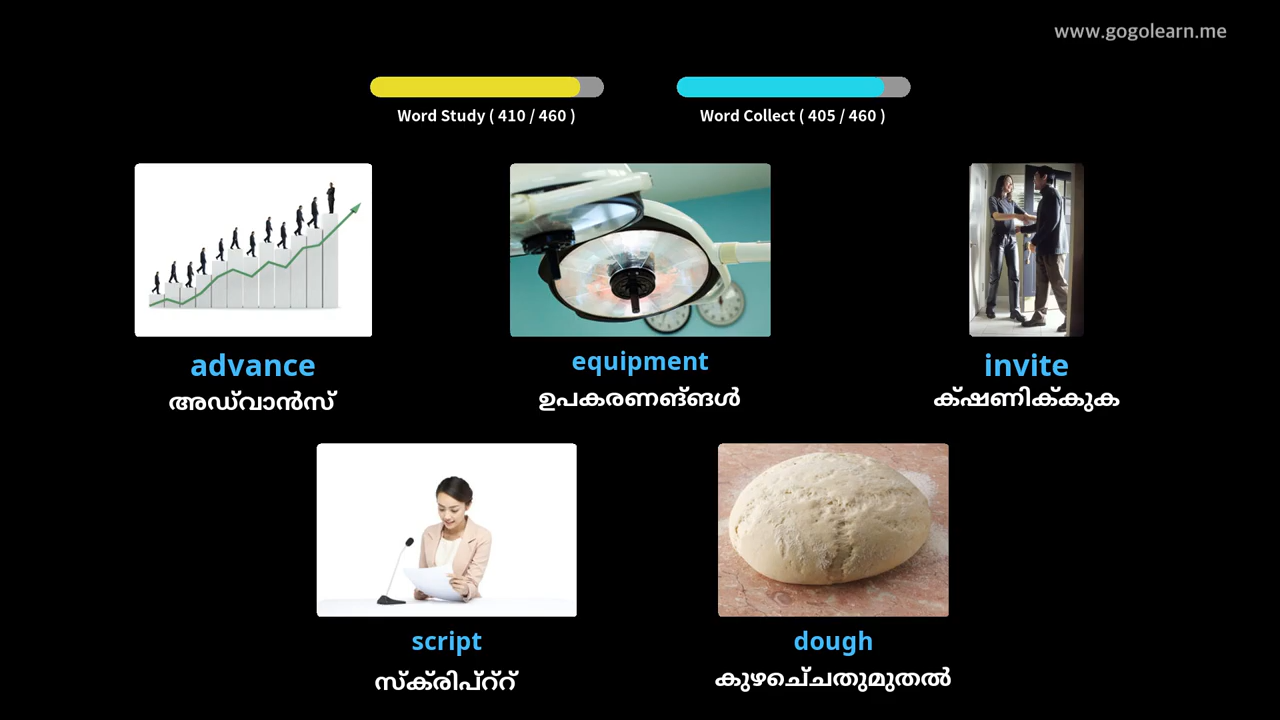 www.gogolearn.me
Word Study ( 410 / 460 )
Word Collect ( 405 / 460 )
advance
അഡ്വാൻസ്
equipment
ഉപകരണങ്ങൾ
invite
ക്ഷണിക്കുക
script
സ്ക്രിപ്റ്റ്
dough
കുഴച്ചെതുമുതൽ